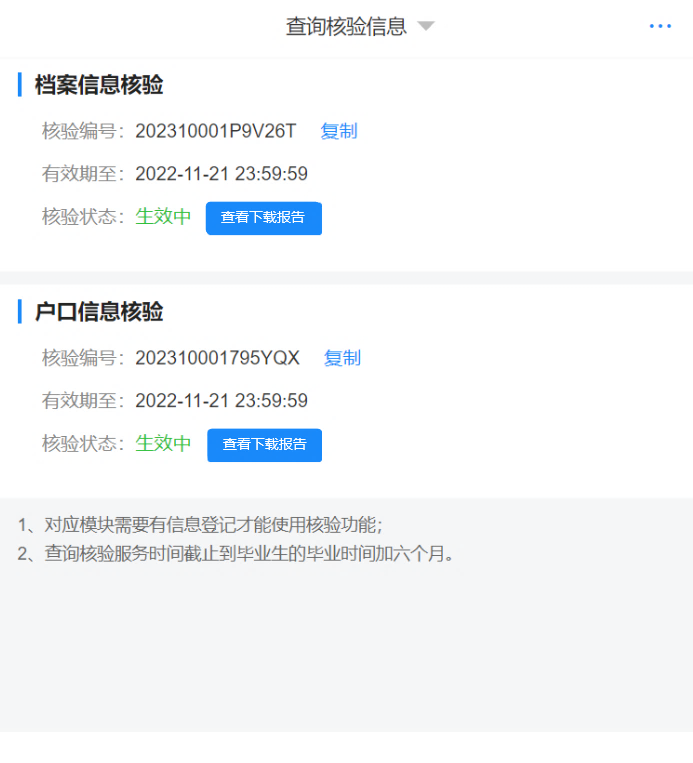 查询核验信息
档案信息核验
核验编号：202310001P9V26T 复制
有效期至：2022-11-21 23:59:59
核验状态：生效中 查看下载报告
户口信息核验
核验编号：202310001795YQX 复制
有效期至：2022-11-21 23:59:59
核验状态：生效中 查看下载报告
1、对应模块需要有信息登记才能使用核验功能；
2、查询核验服务时间截止到毕业生的毕业时间加六个月。